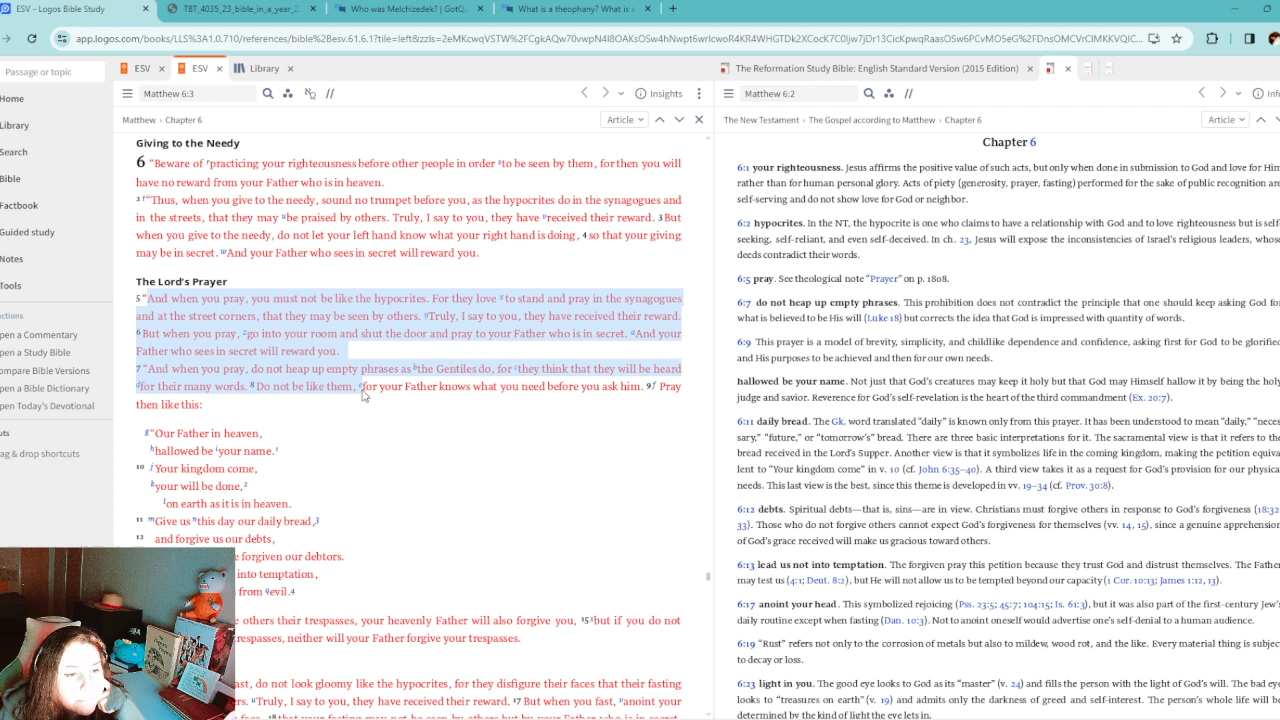 ESV - Logos Bible Study
TBT_4035_23_bible_in_a_year_2
Who was Melchizedek? | GotQ
What is a theophany? What is a
app.logos.com/books/LLS%3A1.0.710/references/bible%2Besv.61.6.1?tile=left&zzls=2eMKcwqVSTW%2FCgkAQw70vwpN4I8OAKsOSw4hNwpt6wrIwcoR4KR4WHGTDk2XCocK7C0Ijw7jDr13CicKpwqRaasOSw6PCvMO5eG%2FDnsOMCVrClMKKVQIC...
Passage or topic
ESV
ESV
Library
The Reformation Study Bible: English Standard Version (2015 Edition)
Matthew 6:3
Insights
Matthew 6:2
Info
Matthew › Chapter 6
Article
The New Testament › The Gospel according to Matthew › Chapter 6
Article
Home
Library
Search
Bible
Factbook
Guided study
Notes
Tools
ctions
pen a Commentary
pen a Study Bible
ompare Bible Versions
pen a Bible Dictionary
pen Today's Devotional
uts
ag & drop shortcuts
Giving to the Needy
6 “Beware of r practicing your righteousness before other people in order s to be seen by them, for then you will
have no reward from your Father who is in heaven.
2 t “Thus, when you give to the needy, sound no trumpet before you, as the hypocrites do in the synagogues and
in the streets, that they may u be praised by others. Truly, I say to you, they have v received their reward. 3 But
when you give to the needy, do not let your left hand know what your right hand is doing, 4 so that your giving
may be in secret. w And your Father who sees in secret will reward you.
The Lord's Prayer
5 “And when you pray, you must not be like the hypocrites. For they love x to stand and pray in the synagogues
and at the street corners, that they may be seen by others. y Truly, I say to you, they have received their reward.
6 But when you pray, z go into your room and shut the door and pray to your Father who is in secret. a And your
Father who sees in secret will reward you.
7 “And when you pray, do not heap up empty phrases as b the Gentiles do, for c they think that they will be heard
d for their many words. 8 Do not be like them, e for your Father knows what you need before you ask him. 9 f Pray
then like this:
g “Our Father in heaven,
h hallowed be i your name. 1
10 j Your kingdom come,
k your will be done, 2
l on earth as it is in heaven.
11 m Give us n this day our daily bread, 3
12 and forgive us our debts,
e forgiven our debtors.
into temptation,
from q evil. 4
e others their trespasses, your heavenly Father will also forgive you, 15 s but if you do not
respasses, neither will your Father forgive your trespasses.
ast, do not look gloomy like the hypocrites, for they disfigure their faces that their fasting
ers. u Truly, I say to you, they have received their reward. 17 But when you fast, v anoint your
face, 18 that your fasting may not be seen by others but by your Father who is in secret.
Chapter 6
6:1 your righteousness. Jesus affirms the positive value of such acts, but only when done in submission to God and love for Him
rather than for human personal glory. Acts of piety (generosity, prayer, fasting) performed for the sake of public recognition are
self-serving and do not show love for God or neighbor.
6:2 hypocrites. In the NT, the hypocrite is one who claims to have a relationship with God and to love righteousness but is self-
seeking, self-reliant, and even self-deceived. In ch. 23, Jesus will expose the inconsistencies of Israel's religious leaders, whose
deeds contradict their words.
6:5 pray. See theological note “Prayer” on p. 1808.
6:7 do not heap up empty phrases. This prohibition does not contradict the principle that one should keep asking God for
what is believed to be His will (Luke 18) but corrects the idea that God is impressed with quantity of words.
6:9 This prayer is a model of brevity, simplicity, and childlike dependence and confidence, asking first for God to be glorified
and His purposes to be achieved and then for our own needs.
hallowed be your name. Not just that God's creatures may keep it holy but that God may Himself hallow it by being the holy
judge and savior. Reverence for God's self-revelation is the heart of the third commandment (Ex. 20:7).
6:11 daily bread. The Gk. word translated “daily” is known only from this prayer. It has been understood to mean “daily,” “neces
sary,” “future,” or “tomorrow's” bread. There are three basic interpretations for it. The sacramental view is that it refers to the
bread received in the Lord's Supper. Another view is that it symbolizes life in the coming kingdom, making the petition equiva
lent to “Your kingdom come” in v. 10 (cf. John 6:35–40). A third view takes it as a request for God's provision for our physical
needs. This last view is the best, since this theme is developed in vv. 19–34 (cf. Prov. 30:8).
6:12 debts. Spiritual debts—that is, sins—are in view. Christians must forgive others in response to God's forgiveness (18:32
33). Those who do not forgive others cannot expect God's forgiveness for themselves (vv. 14, 15), since a genuine apprehension
of God's grace received will make us gracious toward others.
6:13 lead us not into temptation. The forgiven pray this petition because they trust God and distrust themselves. The Father
may test us (4:1; Deut. 8:2), but He will not allow us to be tempted beyond our capacity (1 Cor. 10:13; James 1:12, 13).
6:17 anoint your head. This symbolized rejoicing (Pss. 23:5; 45:7; 104:15; Is. 61:3), but it was also part of the first-century Jew's
daily routine except when fasting (Dan. 10:3). Not to anoint oneself would advertise one's self-denial to a human audience.
6:19 “Rust” refers not only to the corrosion of metals but also to mildew, wood rot, and the like. Every material thing is subject
to decay or loss.
6:23 light in you. The good eye looks to God as its “master” (v. 24) and fills the person with the light of God's will. The bad eye
looks to “treasures on earth” (v. 19) and admits only the darkness of greed and self-interest. The person's whole life will be
determined by the kind of light the eye lets in.